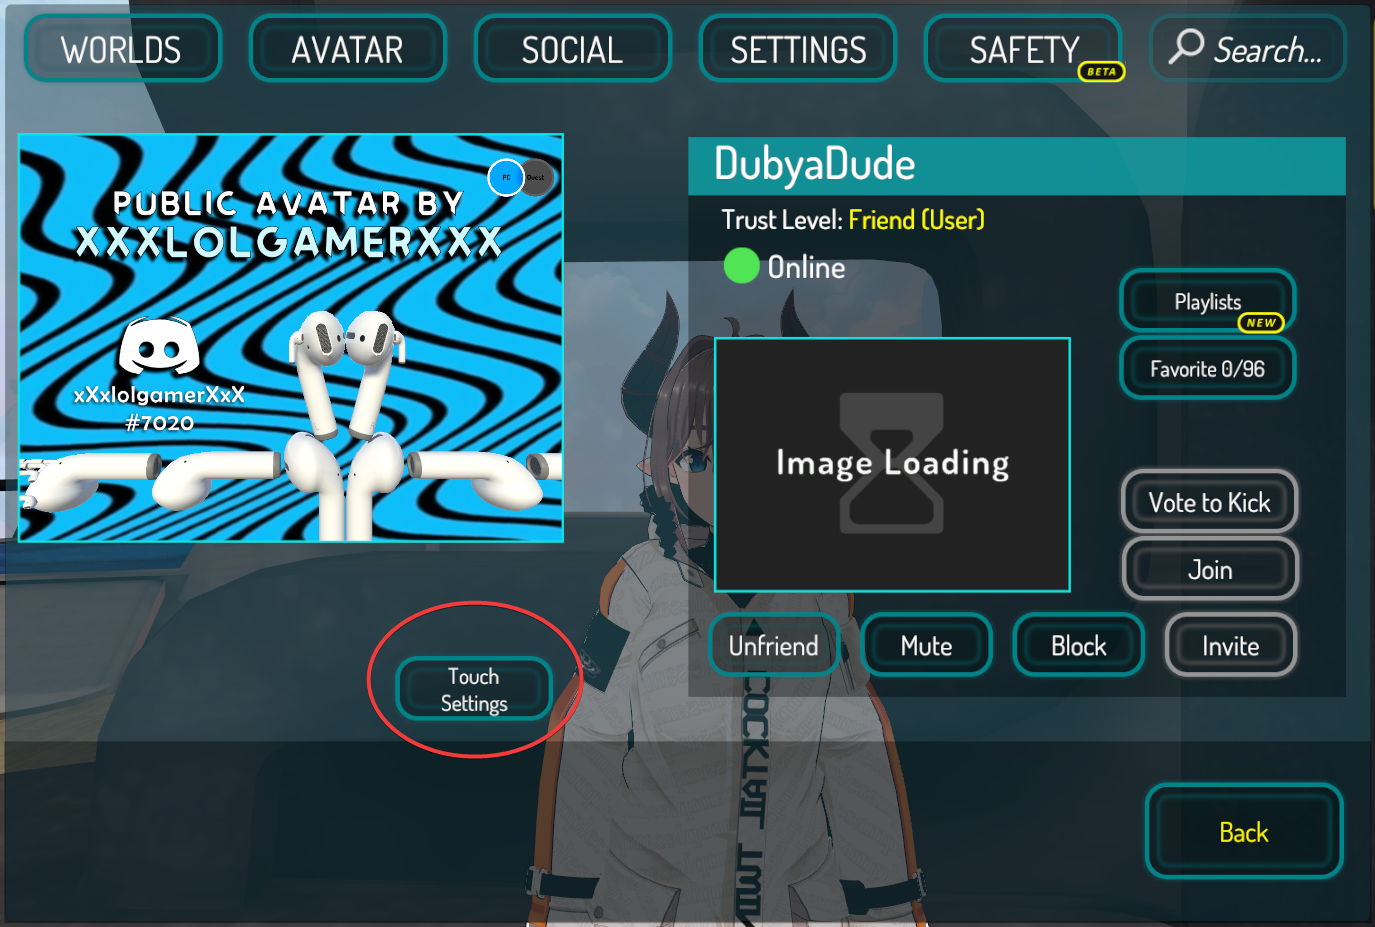 WORLDS
AVATAR
SOCIAL
SETTINGS
SAFETY
BETA
Search...
PC
Quest
PUBLIC AVATAR BY
XXXLOLGAMERXXX
xXxlolgamerXxX
#7020
DubyaDude
Trust Level: Friend (User)
Online
Playlists
NEW
Favorite 0/96
Image Loading
Vote to Kick
Join
Unfriend
Mute
Block
Invite
Touch
Settings
Back